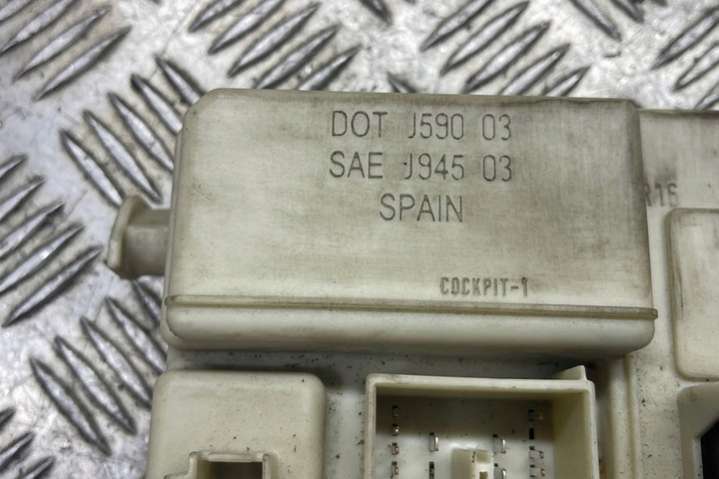 DOT J590 03
SAE J945 03
SPAIN
COCKPIT-1